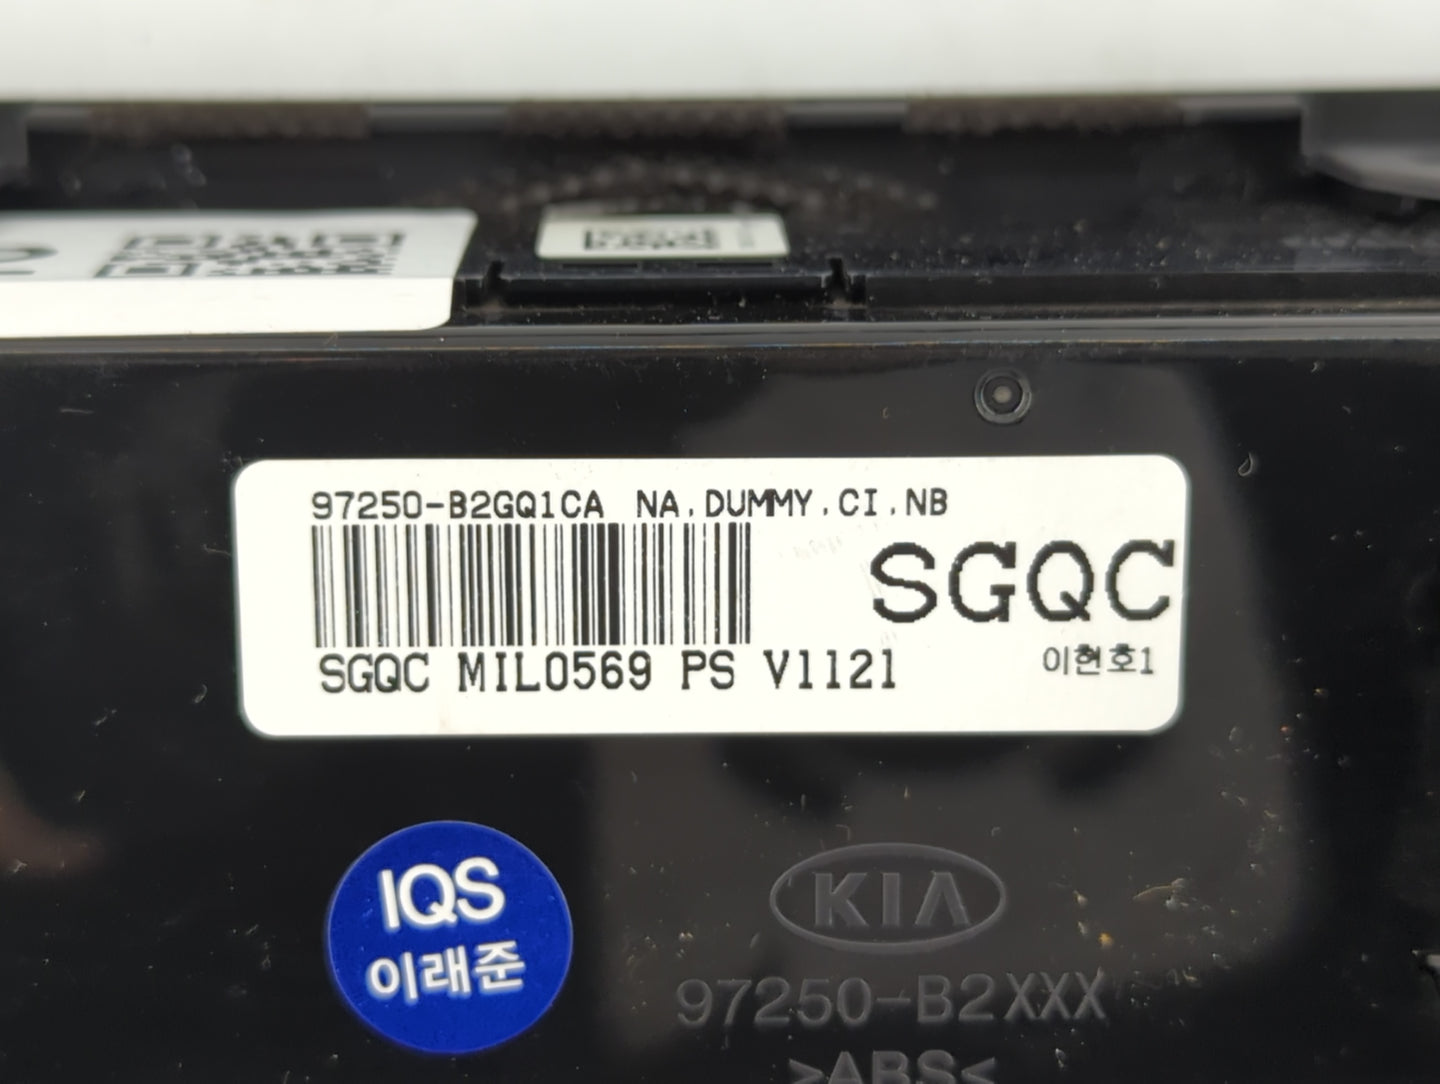 97250-B2GQ1CA NA.DUMMY.CI.NB
SGQC
SGQC MIL0569 PS V1121
이현호1
IQS
이래준
KIA
97250-B2XXX
>ABS<